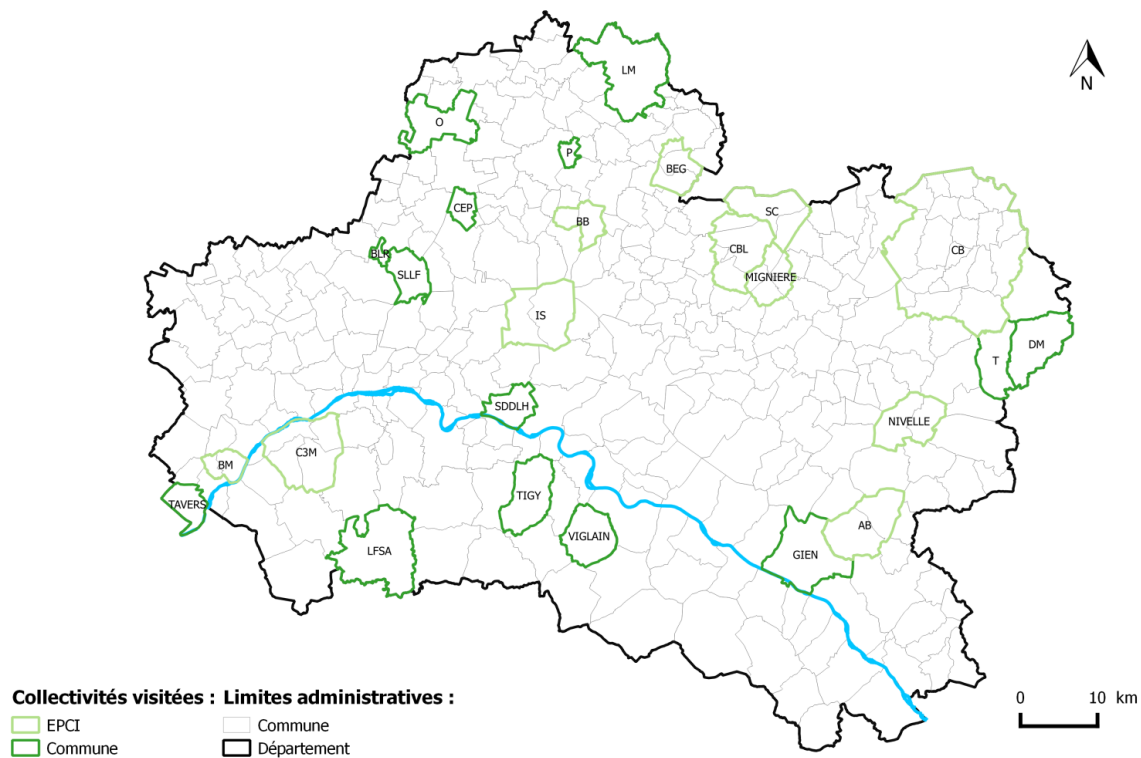 LM
N
O
P
BEG
CEP
SC
BB
CBL
CB
BLR
SLLF
MIGNIERE
IS
T
DM
SDDLH
NIVELLE
C3M
BM
TAVERS
TIGY
AB
VIGLAIN
LFSA
GIEN
Collectivités visitées : Limites administratives :
EPCI Commune
Commune Département
0 10 km